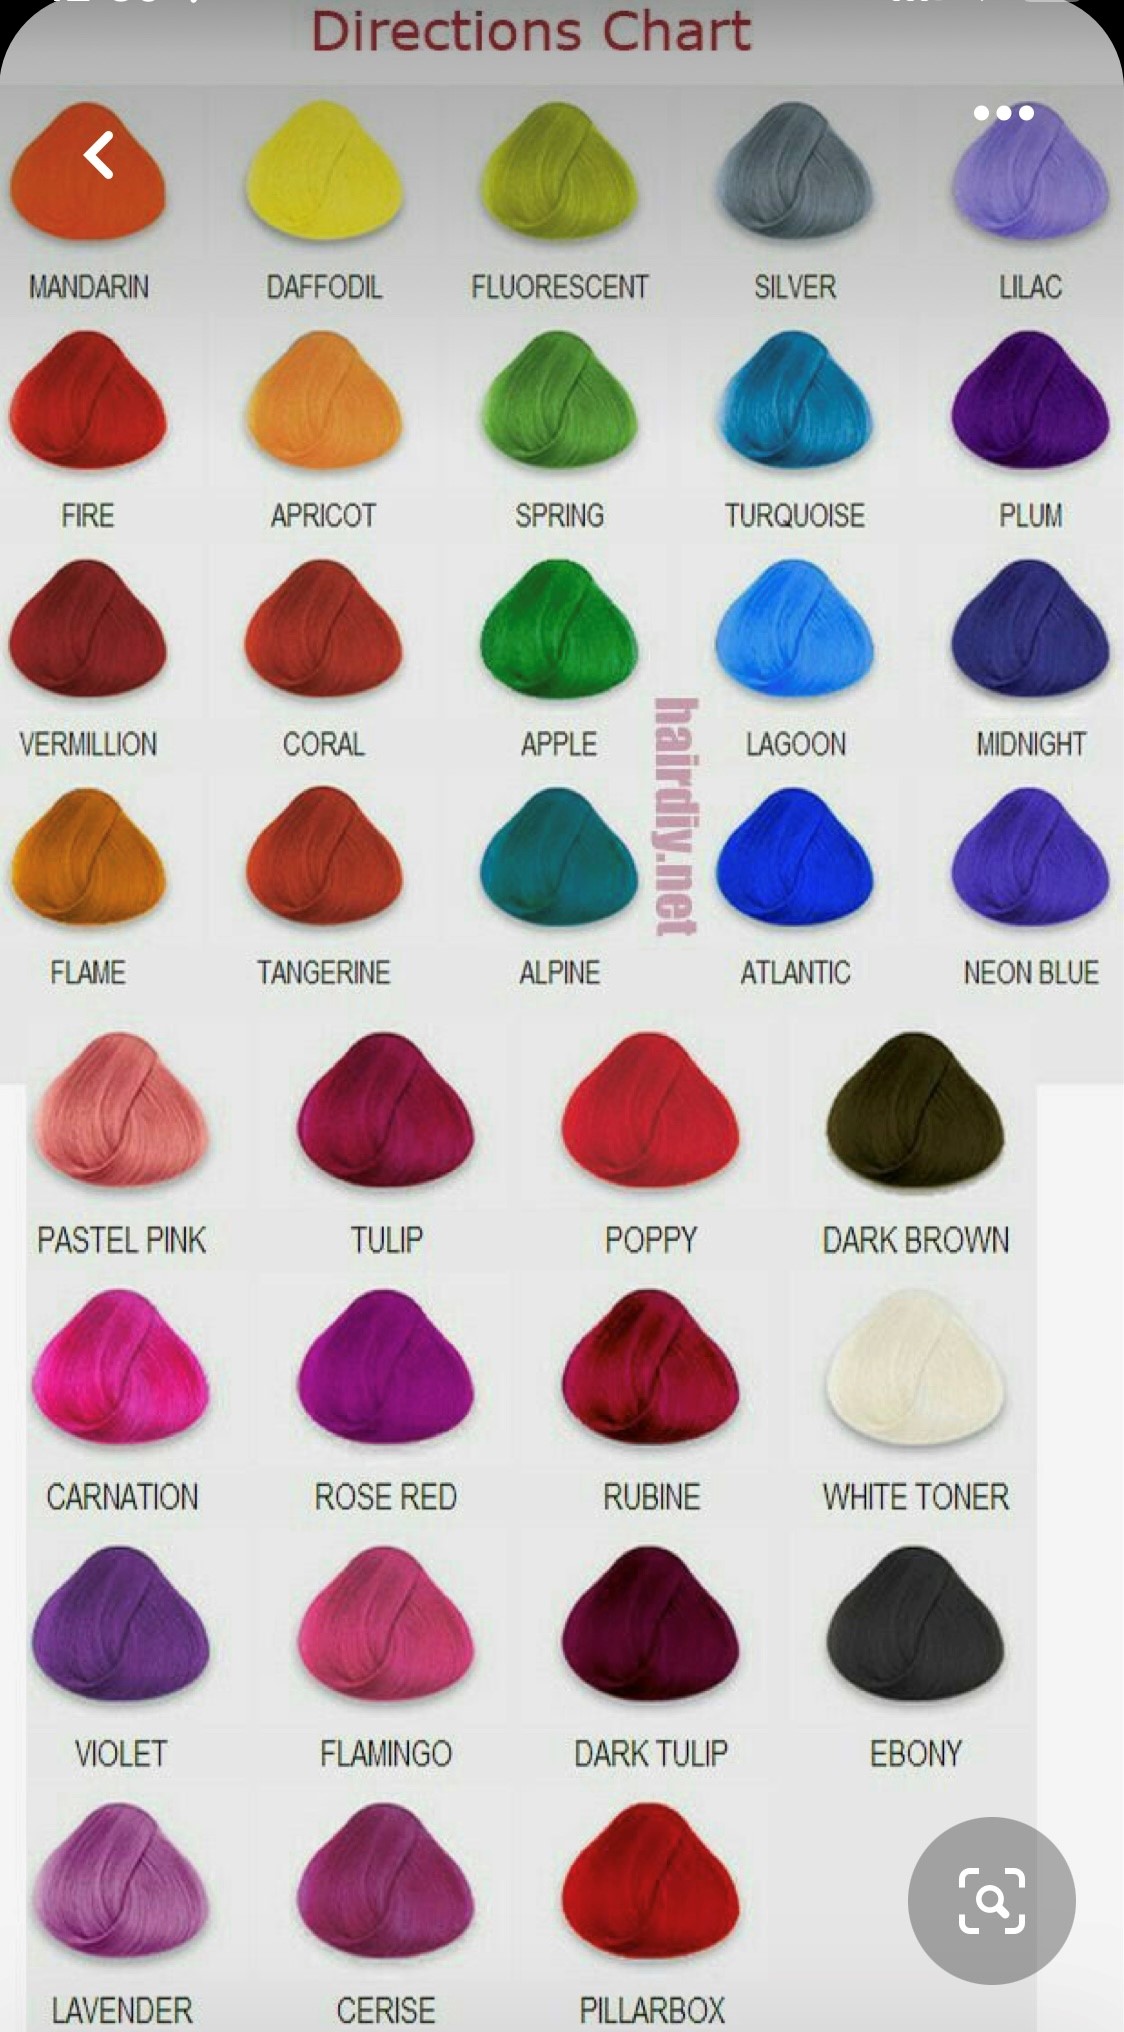 Directions Chart
MANDARIN DAFFODIL FLUORESCENT SILVER LILAC
FIRE APRICOT SPRING TURQUOISE PLUM
VERMILLION CORAL APPLE LAGOON MIDNIGHT
hairdiy.net
FLAME TANGERINE ALPINE ATLANTIC NEON BLUE
PASTEL PINK TULIP POPPY DARK BROWN
CARNATION ROSE RED RUBINE WHITE TONER
VIOLET FLAMINGO DARK TULIP EBONY
LAVENDER CERISE PILLARBOX